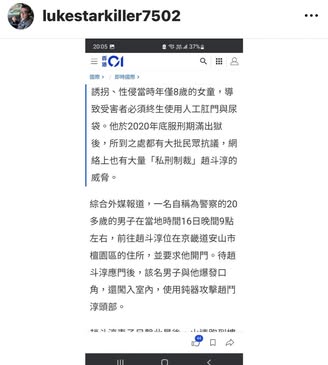 lukestarkiller7502
20:05 37%
香港01
國際 › 即時國際 ›
誘拐、性侵當時年僅8歲的女童，導
致受害者必須終生使用人工肛門與尿
袋。他於2020年底服刑期滿出獄
後，所到之處都有大批民眾抗議，網
絡上也有大量「私刑制裁」趙斗淳的
威脅。
綜合外媒報道，一名自稱為警察的20
多歲的男子在當地時間16日晚間9點
左右，前往趙斗淳位在京畿道安山市
檀園區的住所，並要求他開門。待趙
斗淳應門後，該名男子與他爆發口
角，還闖入室內，使用鈍器攻擊趙鬥
淳頭部。